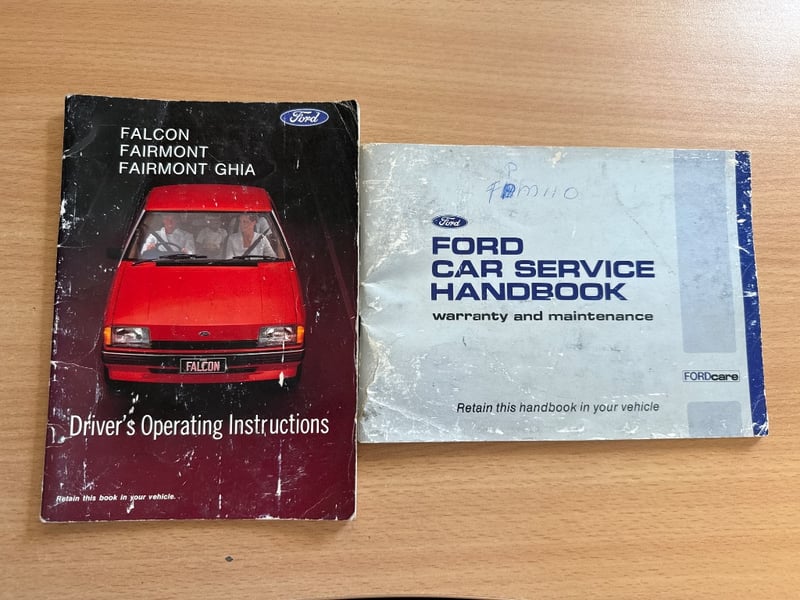 Ford
FALCON
FAIRMONT
FAIRMONT GHIA
FALCON
Driver's Operating Instructions
Retain this book in your vehicle.
Ford
FORD
CAR SERVICE
HANDBOOK
warranty and maintenance
FORDcare
Retain this handbook in your vehicle